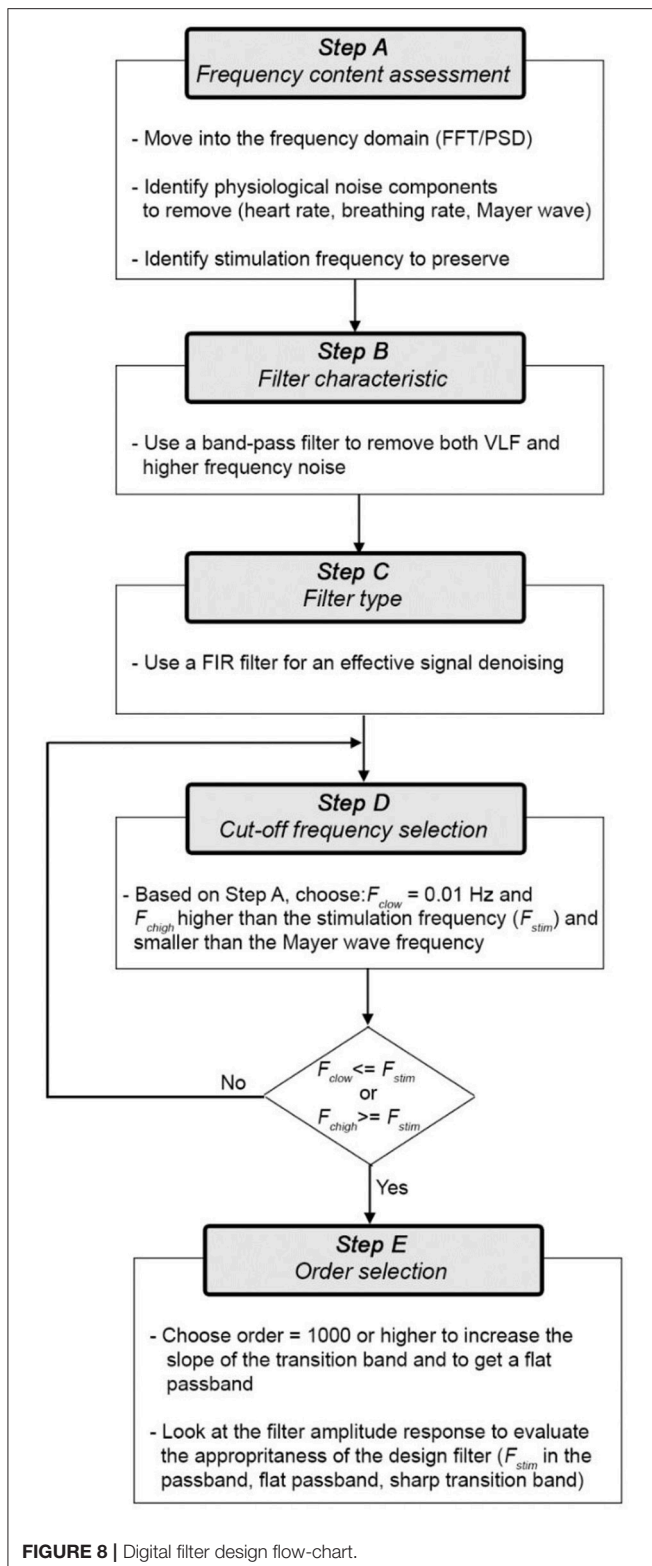 Step A
Frequency content assessment
- Move into the frequency domain (FFT/PSD)
- Identify physiological noise components
to remove (heart rate, breathing rate, Mayer wave)
- Identify stimulation frequency to preserve
Step B
Filter characteristic
- Use a band-pass filter to remove both VLF and
higher frequency noise
Step C
Filter type
- Use a FIR filter for an effective signal denoising
Step D
Cut-off frequency selection
- Based on Step A, choose:Fclow = 0.01 Hz and
Fchigh higher than the stimulation frequency (Fstim) and
smaller than the Mayer wave frequency
Fclow<= Fstim
or
Fchigh>= Fstim
No
Yes
Step E
Order selection
- Choose order = 1000 or higher to increase the
slope of the transition band and to get a flat
passband
- Look at the filter amplitude response to evaluate
the appropritaness of the design filter (Fstim in the
passband, flat passband, sharp transition band)
FIGURE 8 | Digital filter design flow-chart.